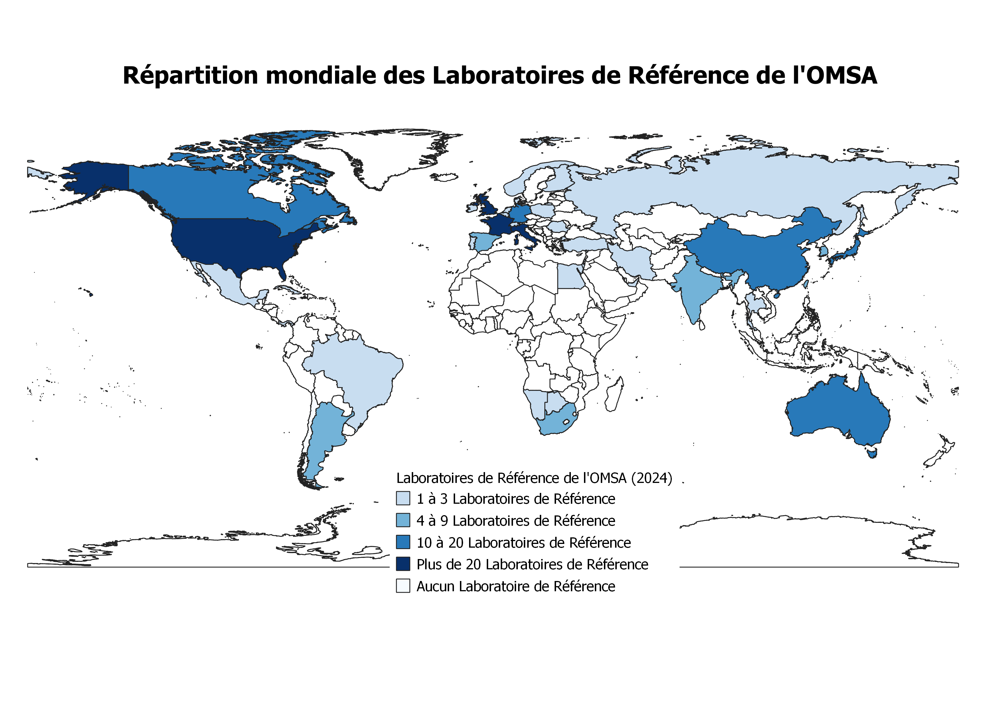 Répartition mondiale des Laboratoires de Référence de l'OMSA
Laboratoires de Référence de l'OMSA (2024)
1 à 3 Laboratoires de Référence
4 à 9 Laboratoires de Référence
10 à 20 Laboratoires de Référence
Plus de 20 Laboratoires de Référence
Aucun Laboratoire de Référence